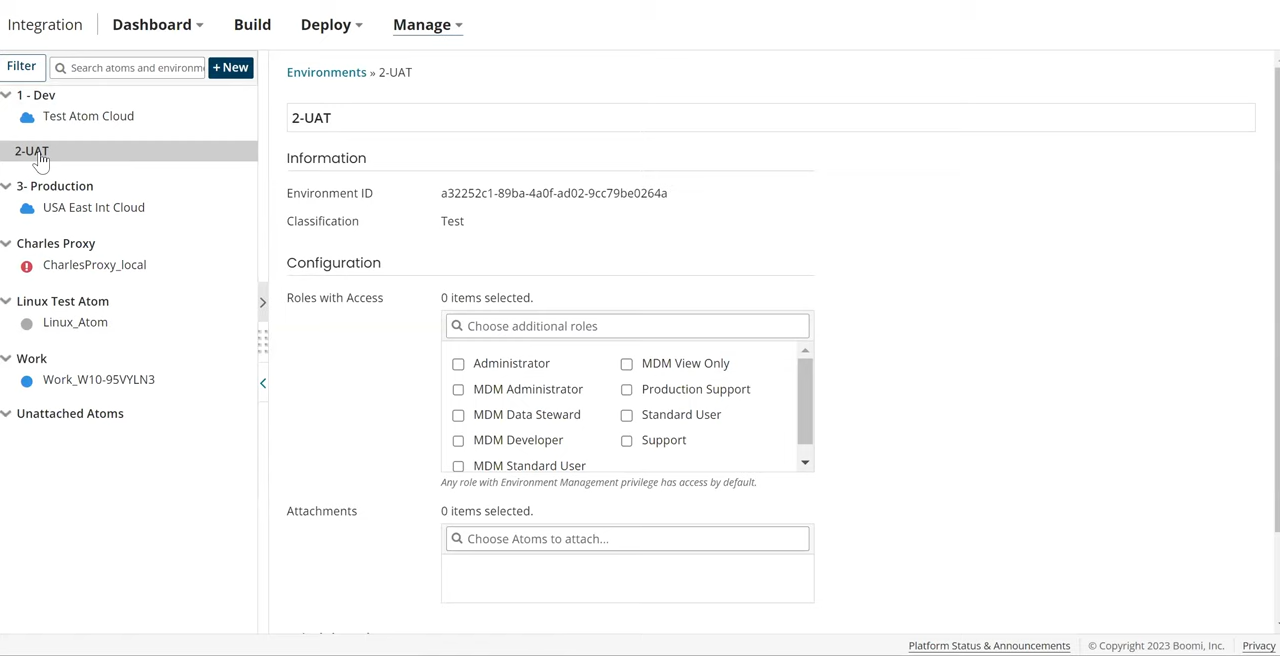 Integration Dashboard Build Deploy Manage
Filter Search atoms and environm + New
1 - Dev
Test Atom Cloud
2-UAT
3- Production
USA East Int Cloud
Charles Proxy
CharlesProxy_local
Linux Test Atom
Linux_Atom
Work
Work_W10-95VYLN3
Unattached Atoms
Environments » 2-UAT
2-UAT
Information
Environment ID a32252c1-89ba-4a0f-ad02-9cc79be0264a
Classification Test
Configuration
Roles with Access 0 items selected.
Choose additional roles
Administrator MDM View Only
MDM Administrator Production Support
MDM Data Steward Standard User
MDM Developer Support
MDM Standard User
Any role with Environment Management privilege has access by default.
Attachments 0 items selected.
Choose Atoms to attach...
Platform Status & Announcements © Copyright 2023 Boomi, Inc. Privacy